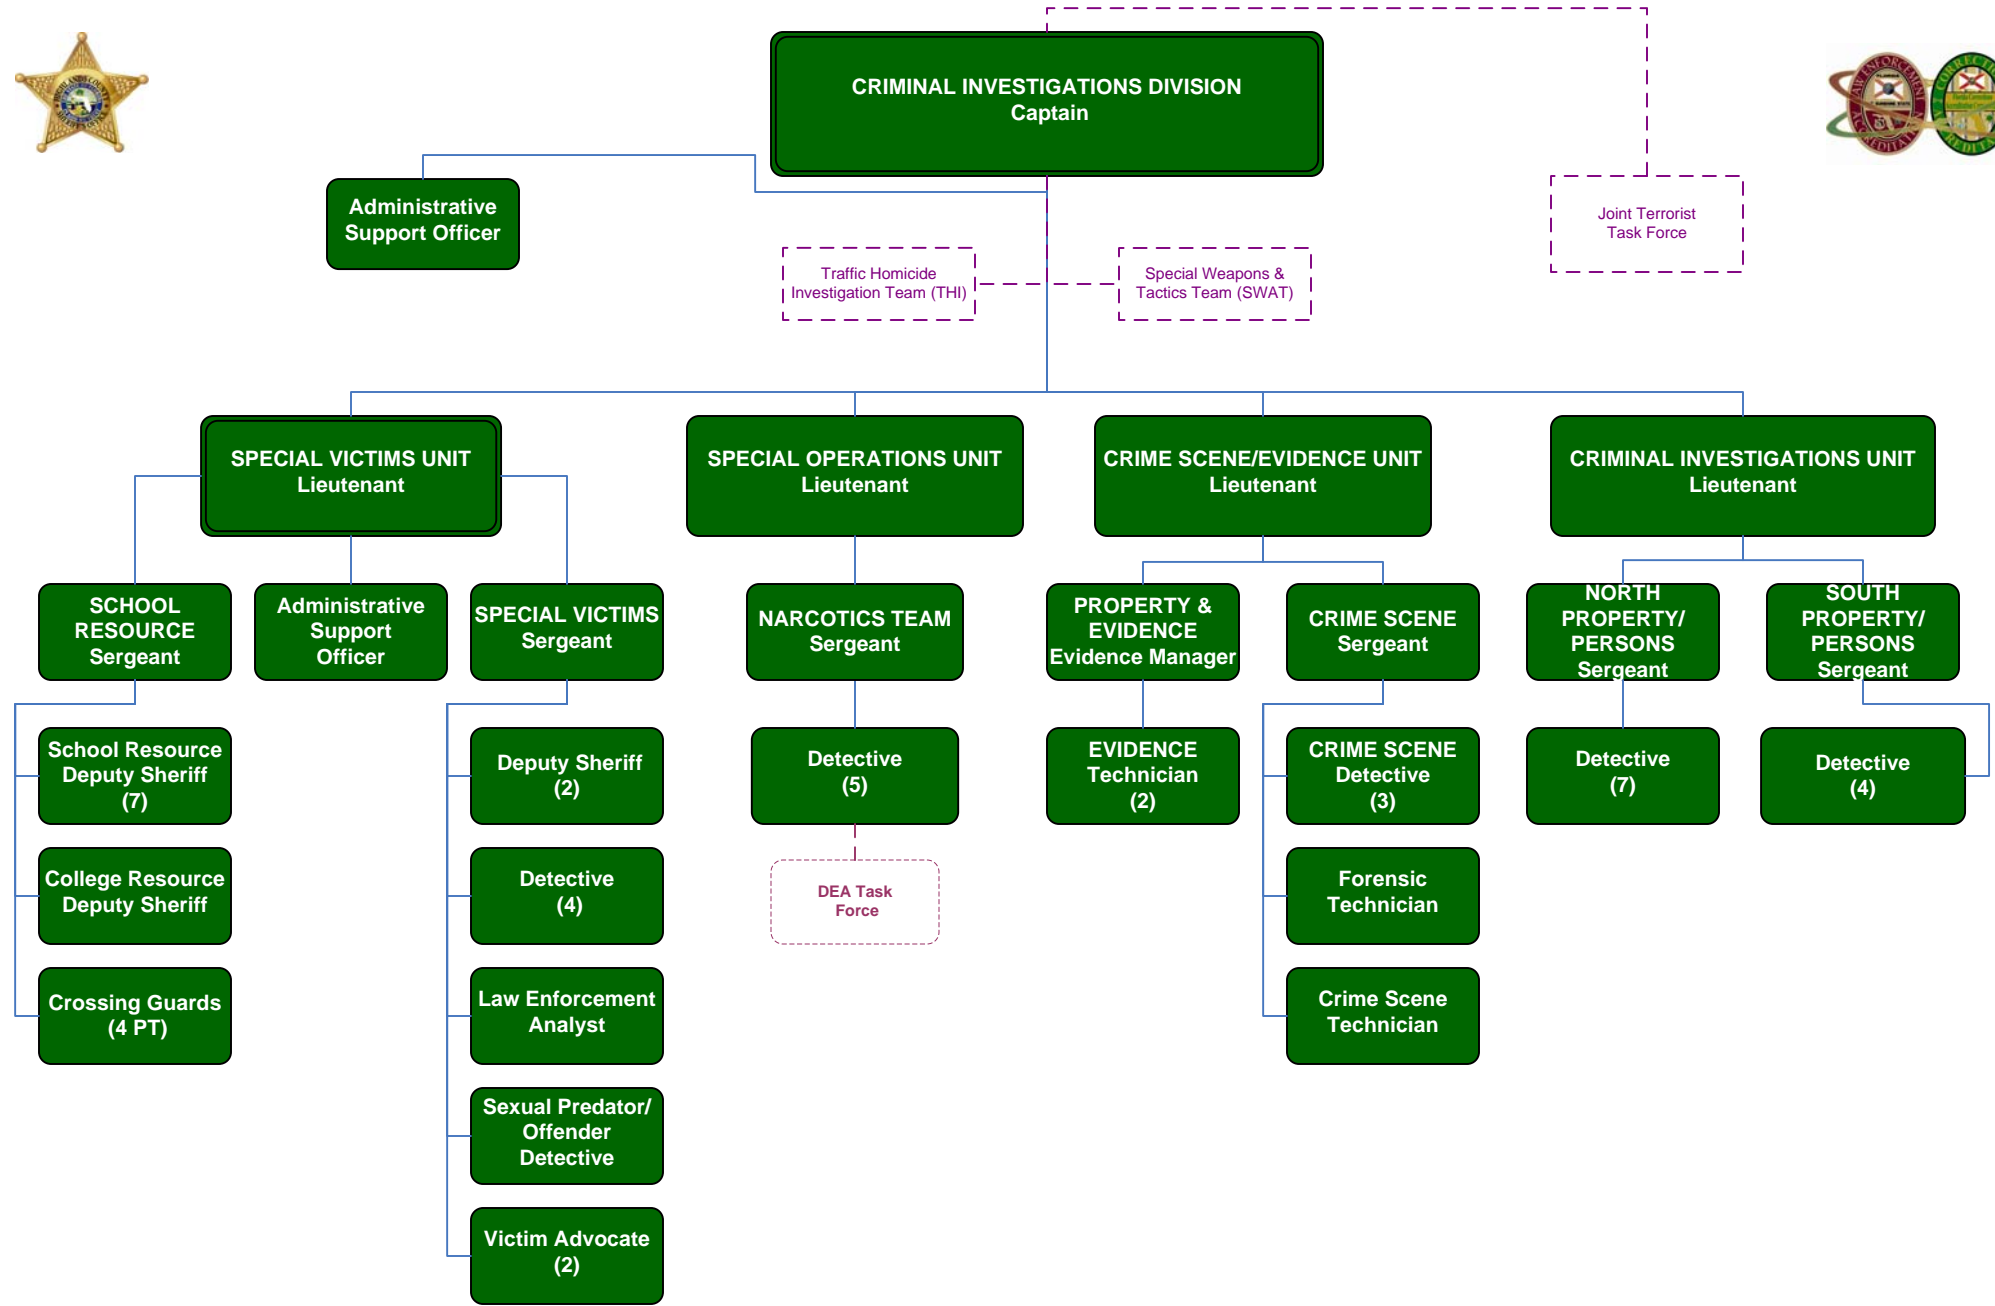 CRIMINAL INVESTIGATIONS DIVISION
Captain
Administrative
Support Officer
Joint Terrorist
Task Force
Traffic Homicide
Investigation Team (THI)
Special Weapons &
Tactics Team (SWAT)
SPECIAL VICTIMS UNIT
Lieutenant
SPECIAL OPERATIONS UNIT
Lieutenant
CRIME SCENE/EVIDENCE UNIT
Lieutenant
CRIMINAL INVESTIGATIONS UNIT
Lieutenant
SCHOOL
RESOURCE
Sergeant
Administrative
Support
Officer
SPECIAL VICTIMS
Sergeant
NARCOTICS TEAM
Sergeant
PROPERTY &
EVIDENCE
Evidence Manager
CRIME SCENE
Sergeant
NORTH
PROPERTY/
PERSONS
Sergeant
SOUTH
PROPERTY/
PERSONS
Sergeant
School Resource
Deputy Sheriff
(7)
Deputy Sheriff
(2)
Detective
(5)
EVIDENCE
Technician
(2)
CRIME SCENE
Detective
(3)
Detective
(7)
Detective
(4)
College Resource
Deputy Sheriff
Detective
(4)
DEA Task
Force
Forensic
Technician
Crossing Guards
(4 PT)
Law Enforcement
Analyst
Crime Scene
Technician
Sexual Predator/
Offender
Detective
Victim Advocate
(2)